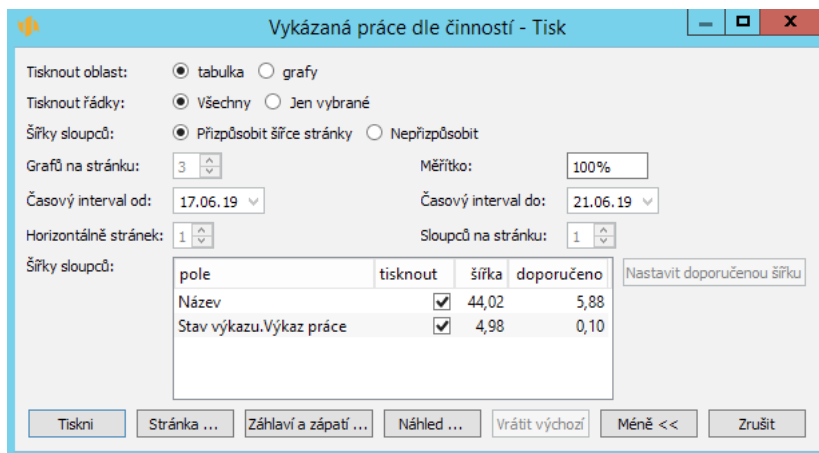 Vykázaná práce dle činností - Tisk
Tisknout oblast: tabulka grafy
Tisknout řádky: Všechny Jen vybrané
Šířky sloupců: Přizpůsobit šířce stránky Nepřizpůsobit
Grafů na stránku: 3 Měřítko: 100%
Časový interval od: 17.06.19 Časový interval do: 21.06.19
Horizontálně stránek: 1 Sloupců na stránku: 1
Šířky sloupců: pole tisknout šířka doporučeno Nastavit doporučenou šířku
Název 44,02 5,88
Stav výkazu.Výkaz práce 4,98 0,10
Tiskni Stránka ... Záhlaví a zápatí ... Náhled ... Vrátit výchozí Méně << Zrušit